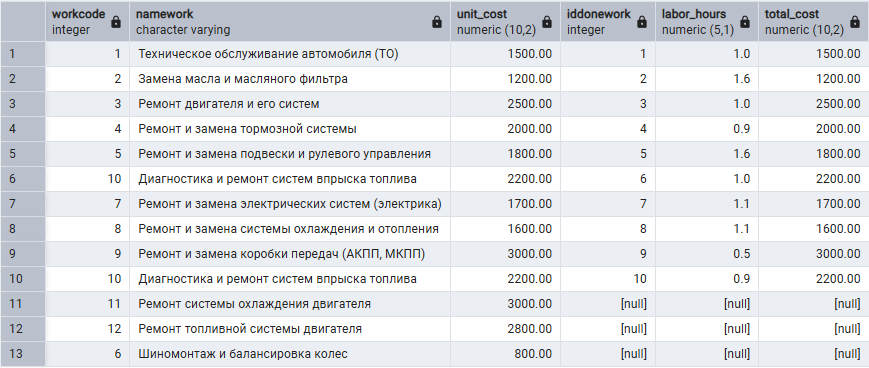 workcode namework unit_cost iddonework labor_hours total_cost
integer character varying numeric (10,2) integer numeric (5,1) numeric (10,2)
1 1 Техническое обслуживание автомобиля (ТО) 1500.00 1 1.0 1500.00
2 2 Замена масла и масляного фильтра 1200.00 2 1.6 1200.00
3 3 Ремонт двигателя и его систем 2500.00 3 1.0 2500.00
4 4 Ремонт и замена тормозной системы 2000.00 4 0.9 2000.00
5 5 Ремонт и замена подвески и рулевого управления 1800.00 5 1.6 1800.00
6 10 Диагностика и ремонт систем впрыска топлива 2200.00 6 1.0 2200.00
7 7 Ремонт и замена электрических систем (электрика) 1700.00 7 1.1 1700.00
8 8 Ремонт и замена системы охлаждения и отопления 1600.00 8 1.1 1600.00
9 9 Ремонт и замена коробки передач (АКПП, МКПП) 3000.00 9 0.5 3000.00
10 10 Диагностика и ремонт систем впрыска топлива 2200.00 10 0.9 2200.00
11 11 Ремонт системы охлаждения двигателя 3000.00 [null] [null] [null]
12 12 Ремонт топливной системы двигателя 2800.00 [null] [null] [null]
13 6 Шиномонтаж и балансировка колес 800.00 [null] [null] [null]